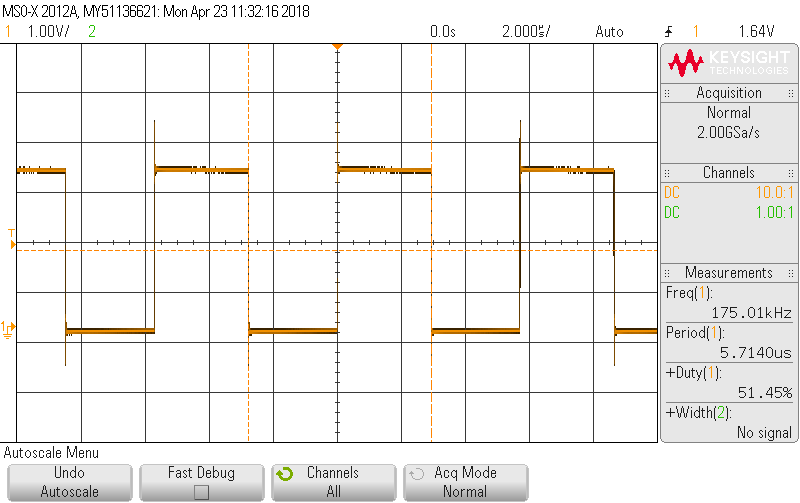 MSO-X 2012A, MY51136621: Mon Apr 23 11:32:16 2018
1 1.00V/ 2 0.0s 2.000us/ Auto 1 1.64V
KEYSIGHT
TECHNOLOGIES
Acquisition
Normal
2.00GSa/s
Channels
DC 10.0:1
DC 1.00:1
T
1
Measurements
Freq(1):
175.01kHz
Period(1):
5.7140us
+Duty(1):
51.45%
+Width(2):
No signal
Autoscale Menu
Undo
Autoscale
Fast Debug
Channels
All
Acq Mode
Normal